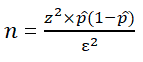 n = z²×p̂(1−p̂) / ε²